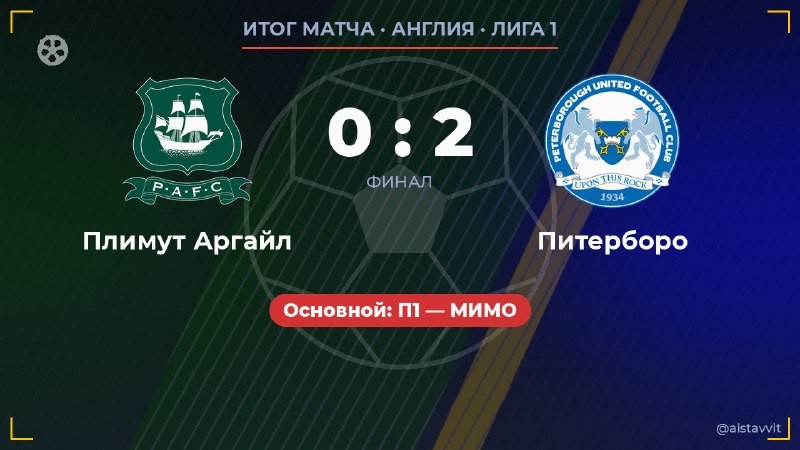 ИТОГ МАТЧА · АНГЛИЯ · ЛИГА 1
P.A.F.C
0 : 2
PETERBOROUGH UNITED FOOTBALL CLUB
UPON THIS ROCK
1934
ФИНАЛ
Плимут Аргайл
Питерборо
Основной: П1 — МИМО
@aistavvit